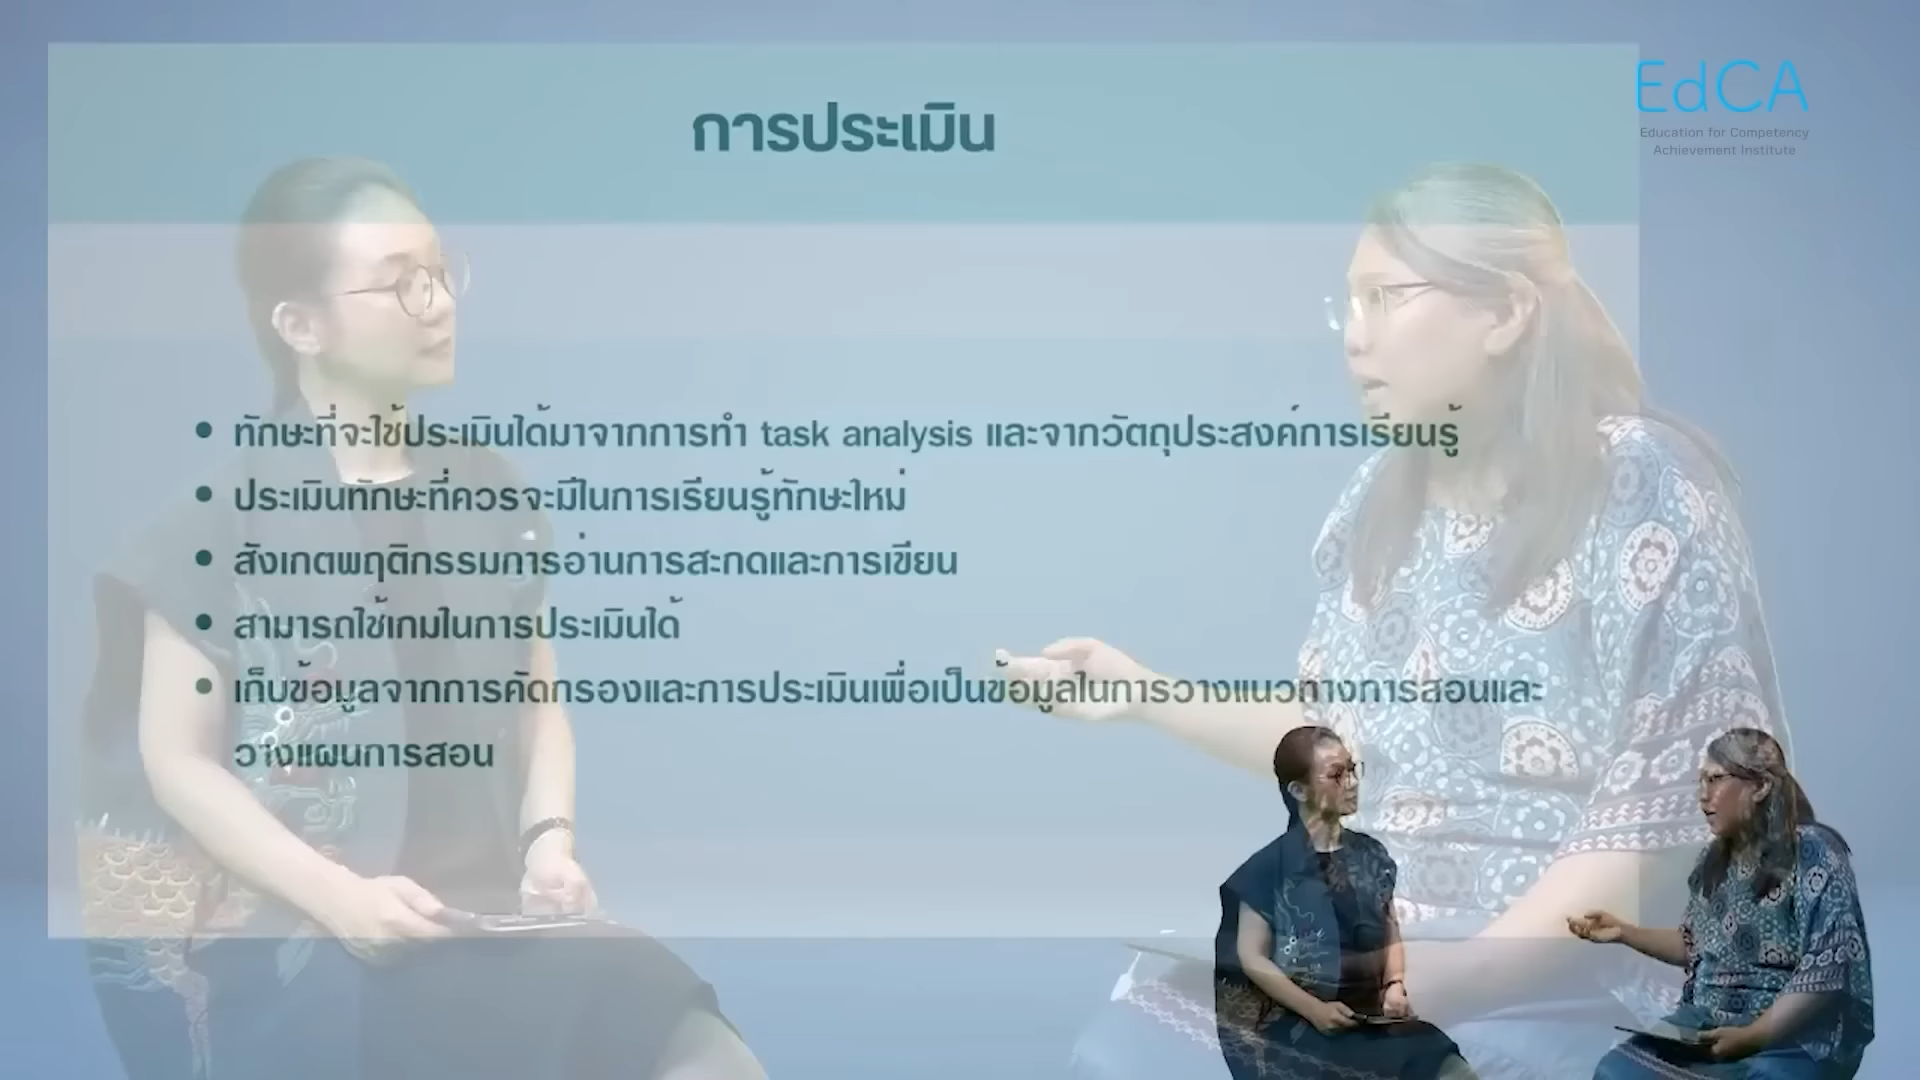 EdCA
Education for Competency
Achievement Institute
การประเมิน
• ทักษะที่จะใช้ประเมินได้มาจากการทำ task analysis และจากวัตถุประสงค์การเรียนรู้
• ประเมินทักษะที่ควรจะมีในการเรียนรู้ทักษะใหม่
• สังเกตพฤติกรรมการอ่านการสะกดและการเขียน
• สามารถใช้เกมในการประเมินได้
• เก็บข้อมูลจากการคัดกรองและการประเมินเพื่อเป็นข้อมูลในการวางแนวทางการสอนและ
วางแผนการสอน